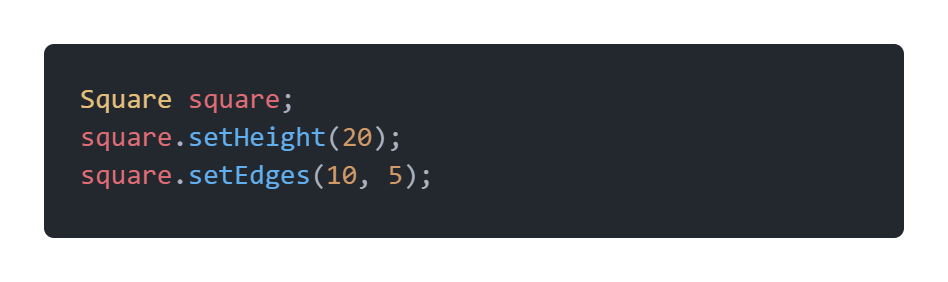 Square square;
square.setHeight(20);
square.setEdges(10, 5);